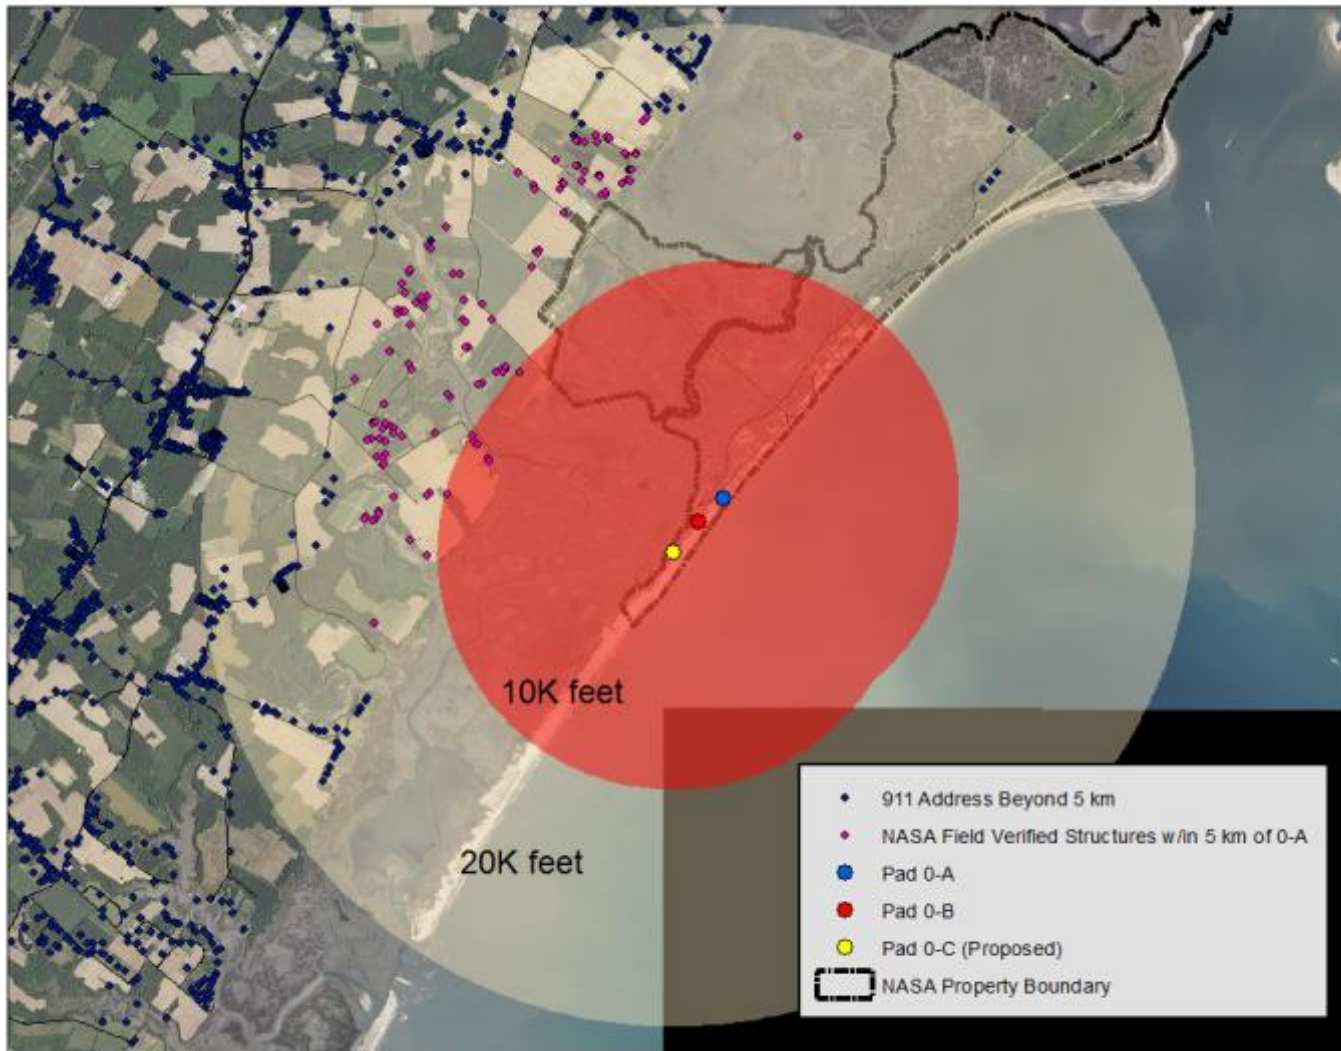 10K feet
20K feet
911 Address Beyond 5 km
NASA Field Verified Structures w/in 5 km of 0-A
Pad 0-A
Pad 0-B
Pad 0-C (Proposed)
NASA Property Boundary